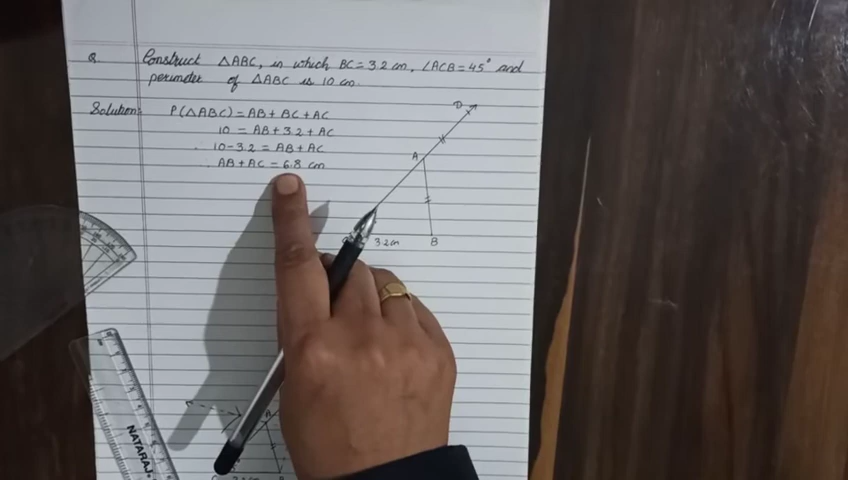 Q. Construct △ABC, in which BC = 3.2 cm, ∠ACB = 45° and
perimeter of △ABC is 10 cm.
Solution: P(△ABC) = AB + BC + AC
10 = AB + 3.2 + AC
10 - 3.2 = AB + AC
∴ AB + AC = 6.8 cm
D
A
3.2 cm
B
A
NATARAJ